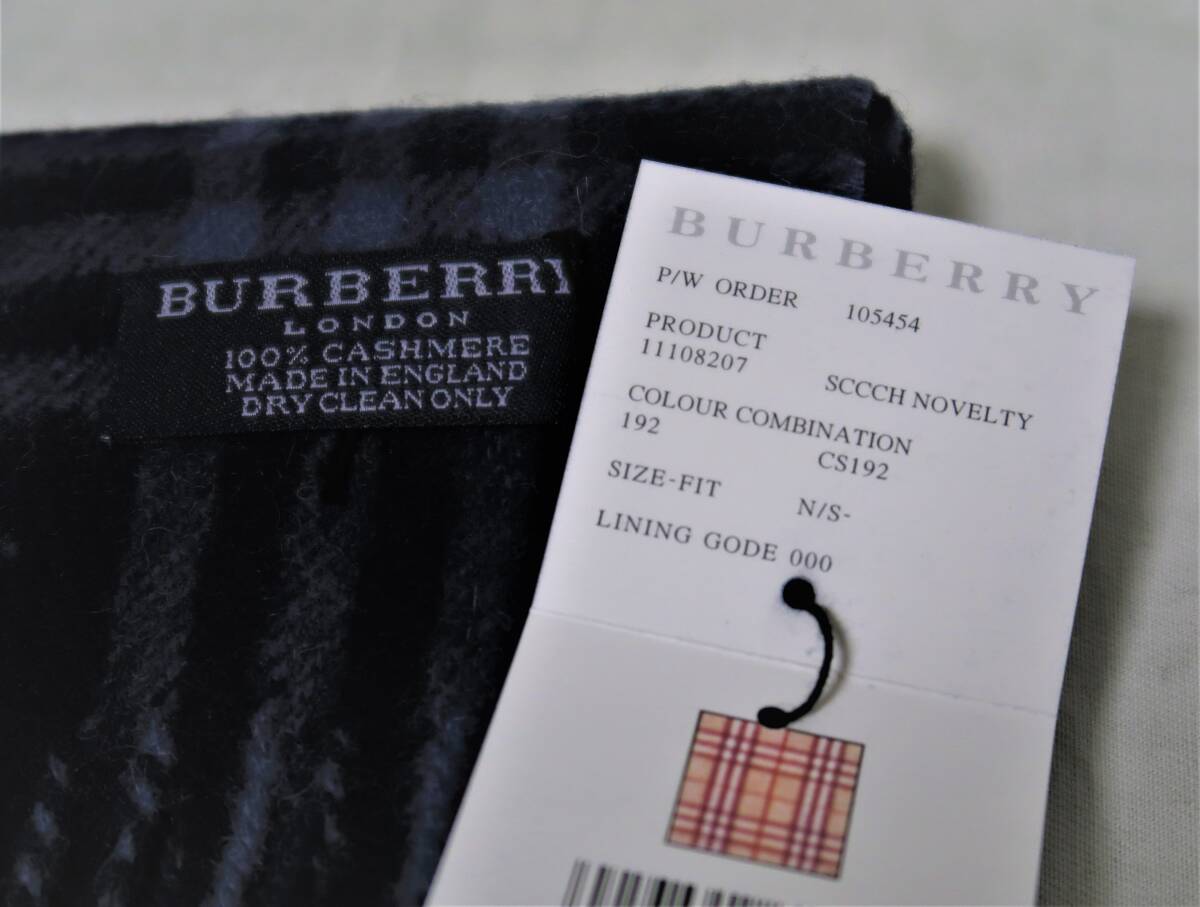 BURBERRY
LONDON
100% CASHMERE
MADE IN ENGLAND
DRY CLEAN ONLY
BURBERRY
P/W ORDER 105454
PRODUCT
11108207 SCCCH NOVELTY
COLOUR COMBINATION
192 CS192
SIZE-FIT N/S-
LINING GODE 000